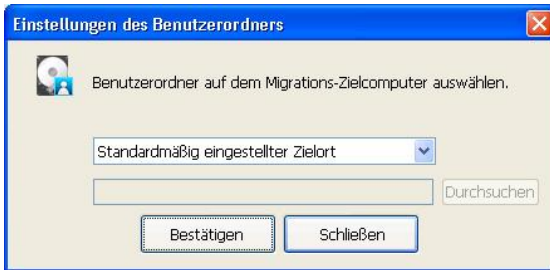 Einstellungen des Benutzerordners
Benutzerordner auf dem Migrations-Zielcomputer auswählen.
Standardmäßig eingestellter Zielort
Durchsuchen
Bestätigen Schließen